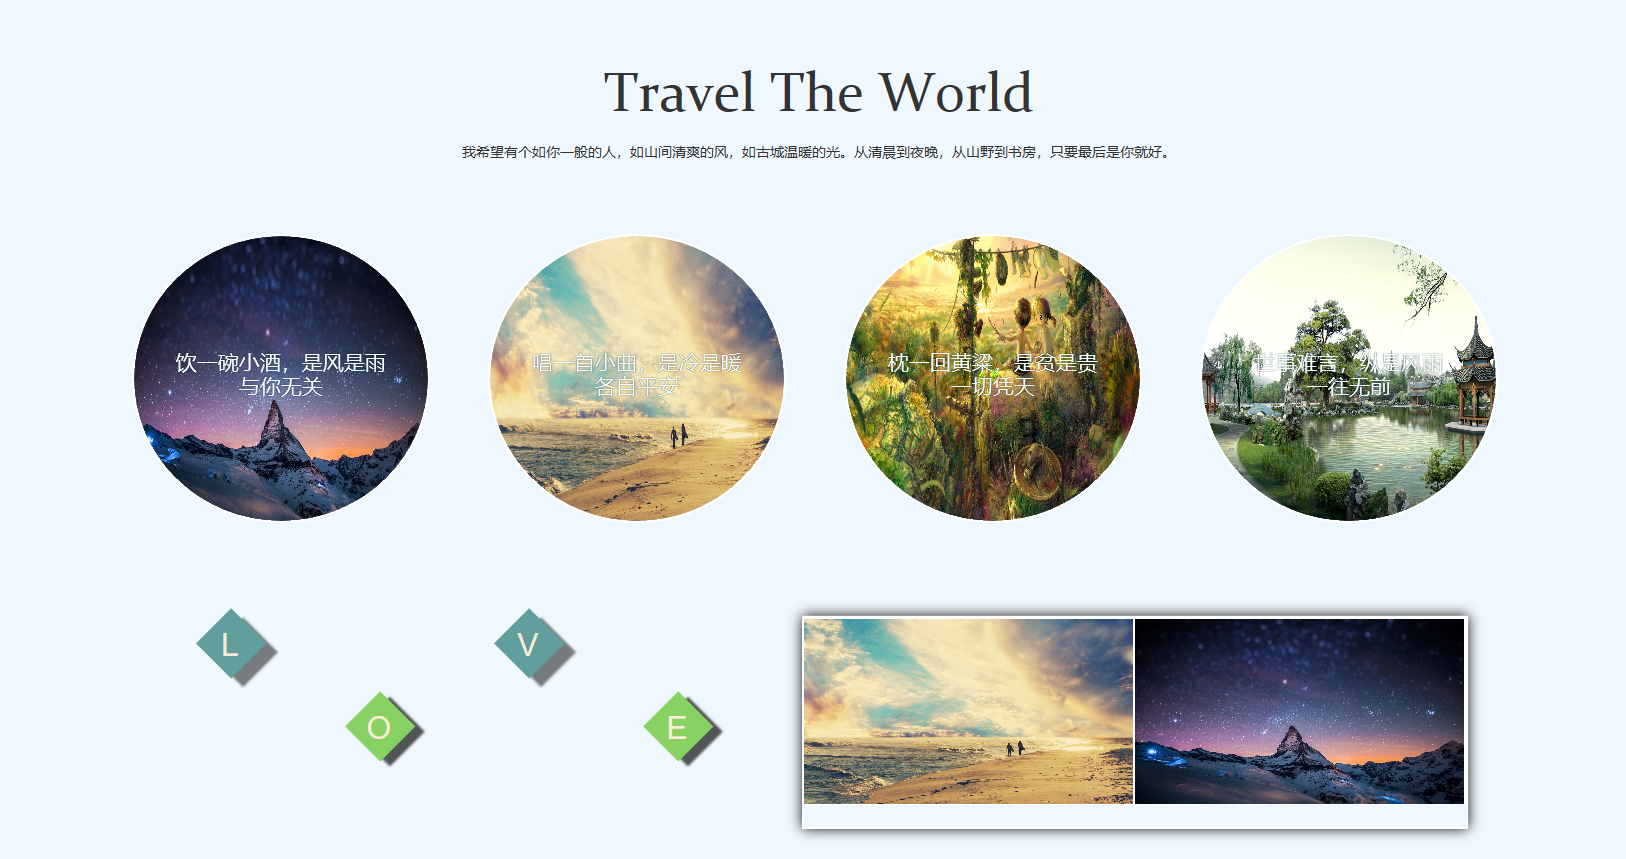 Travel The World
我希望有个如你一般的人，如山间清爽的风，如古城温暖的光。从清晨到夜晚，从山野到书房，只要最后是你就好。
饮一碗小酒，是风是雨
与你无关
唱一首小曲，是冷是暖
各自平安
枕一回黄粱，是贫是贵
一切凭天
世事难言，纵是风雨
一往无前
L
V
O
E